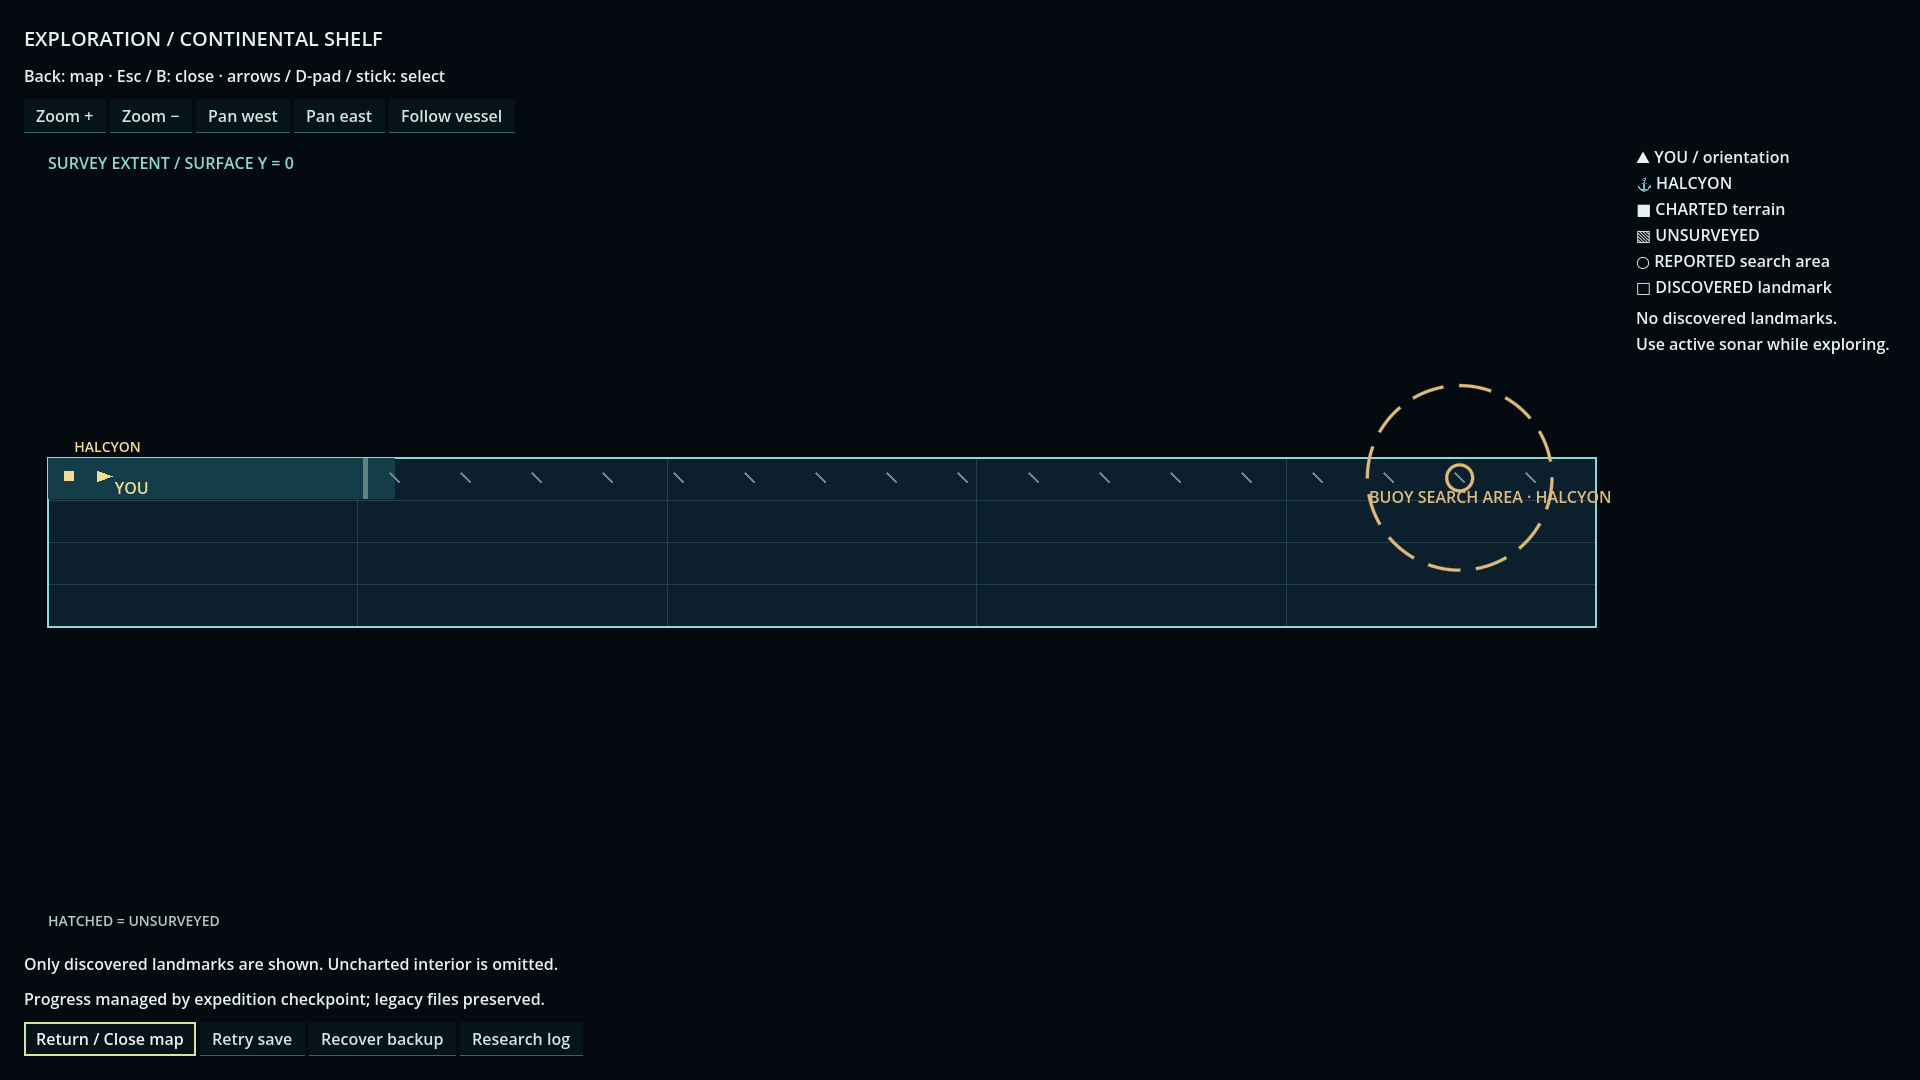 EXPLORATION / CONTINENTAL SHELF
Back: map · Esc / B: close · arrows / D-pad / stick: select
Zoom +
Zoom −
Pan west
Pan east
Follow vessel
SURVEY EXTENT / SURFACE Y = 0
▲ YOU / orientation
⚓ HALCYON
■ CHARTED terrain
▧ UNSURVEYED
○ REPORTED search area
□ DISCOVERED landmark
No discovered landmarks.
Use active sonar while exploring.
HALCYON
YOU
BUOY SEARCH AREA · HALCYON
HATCHED = UNSURVEYED
Only discovered landmarks are shown. Uncharted interior is omitted.
Progress managed by expedition checkpoint; legacy files preserved.
Return / Close map
Retry save
Recover backup
Research log